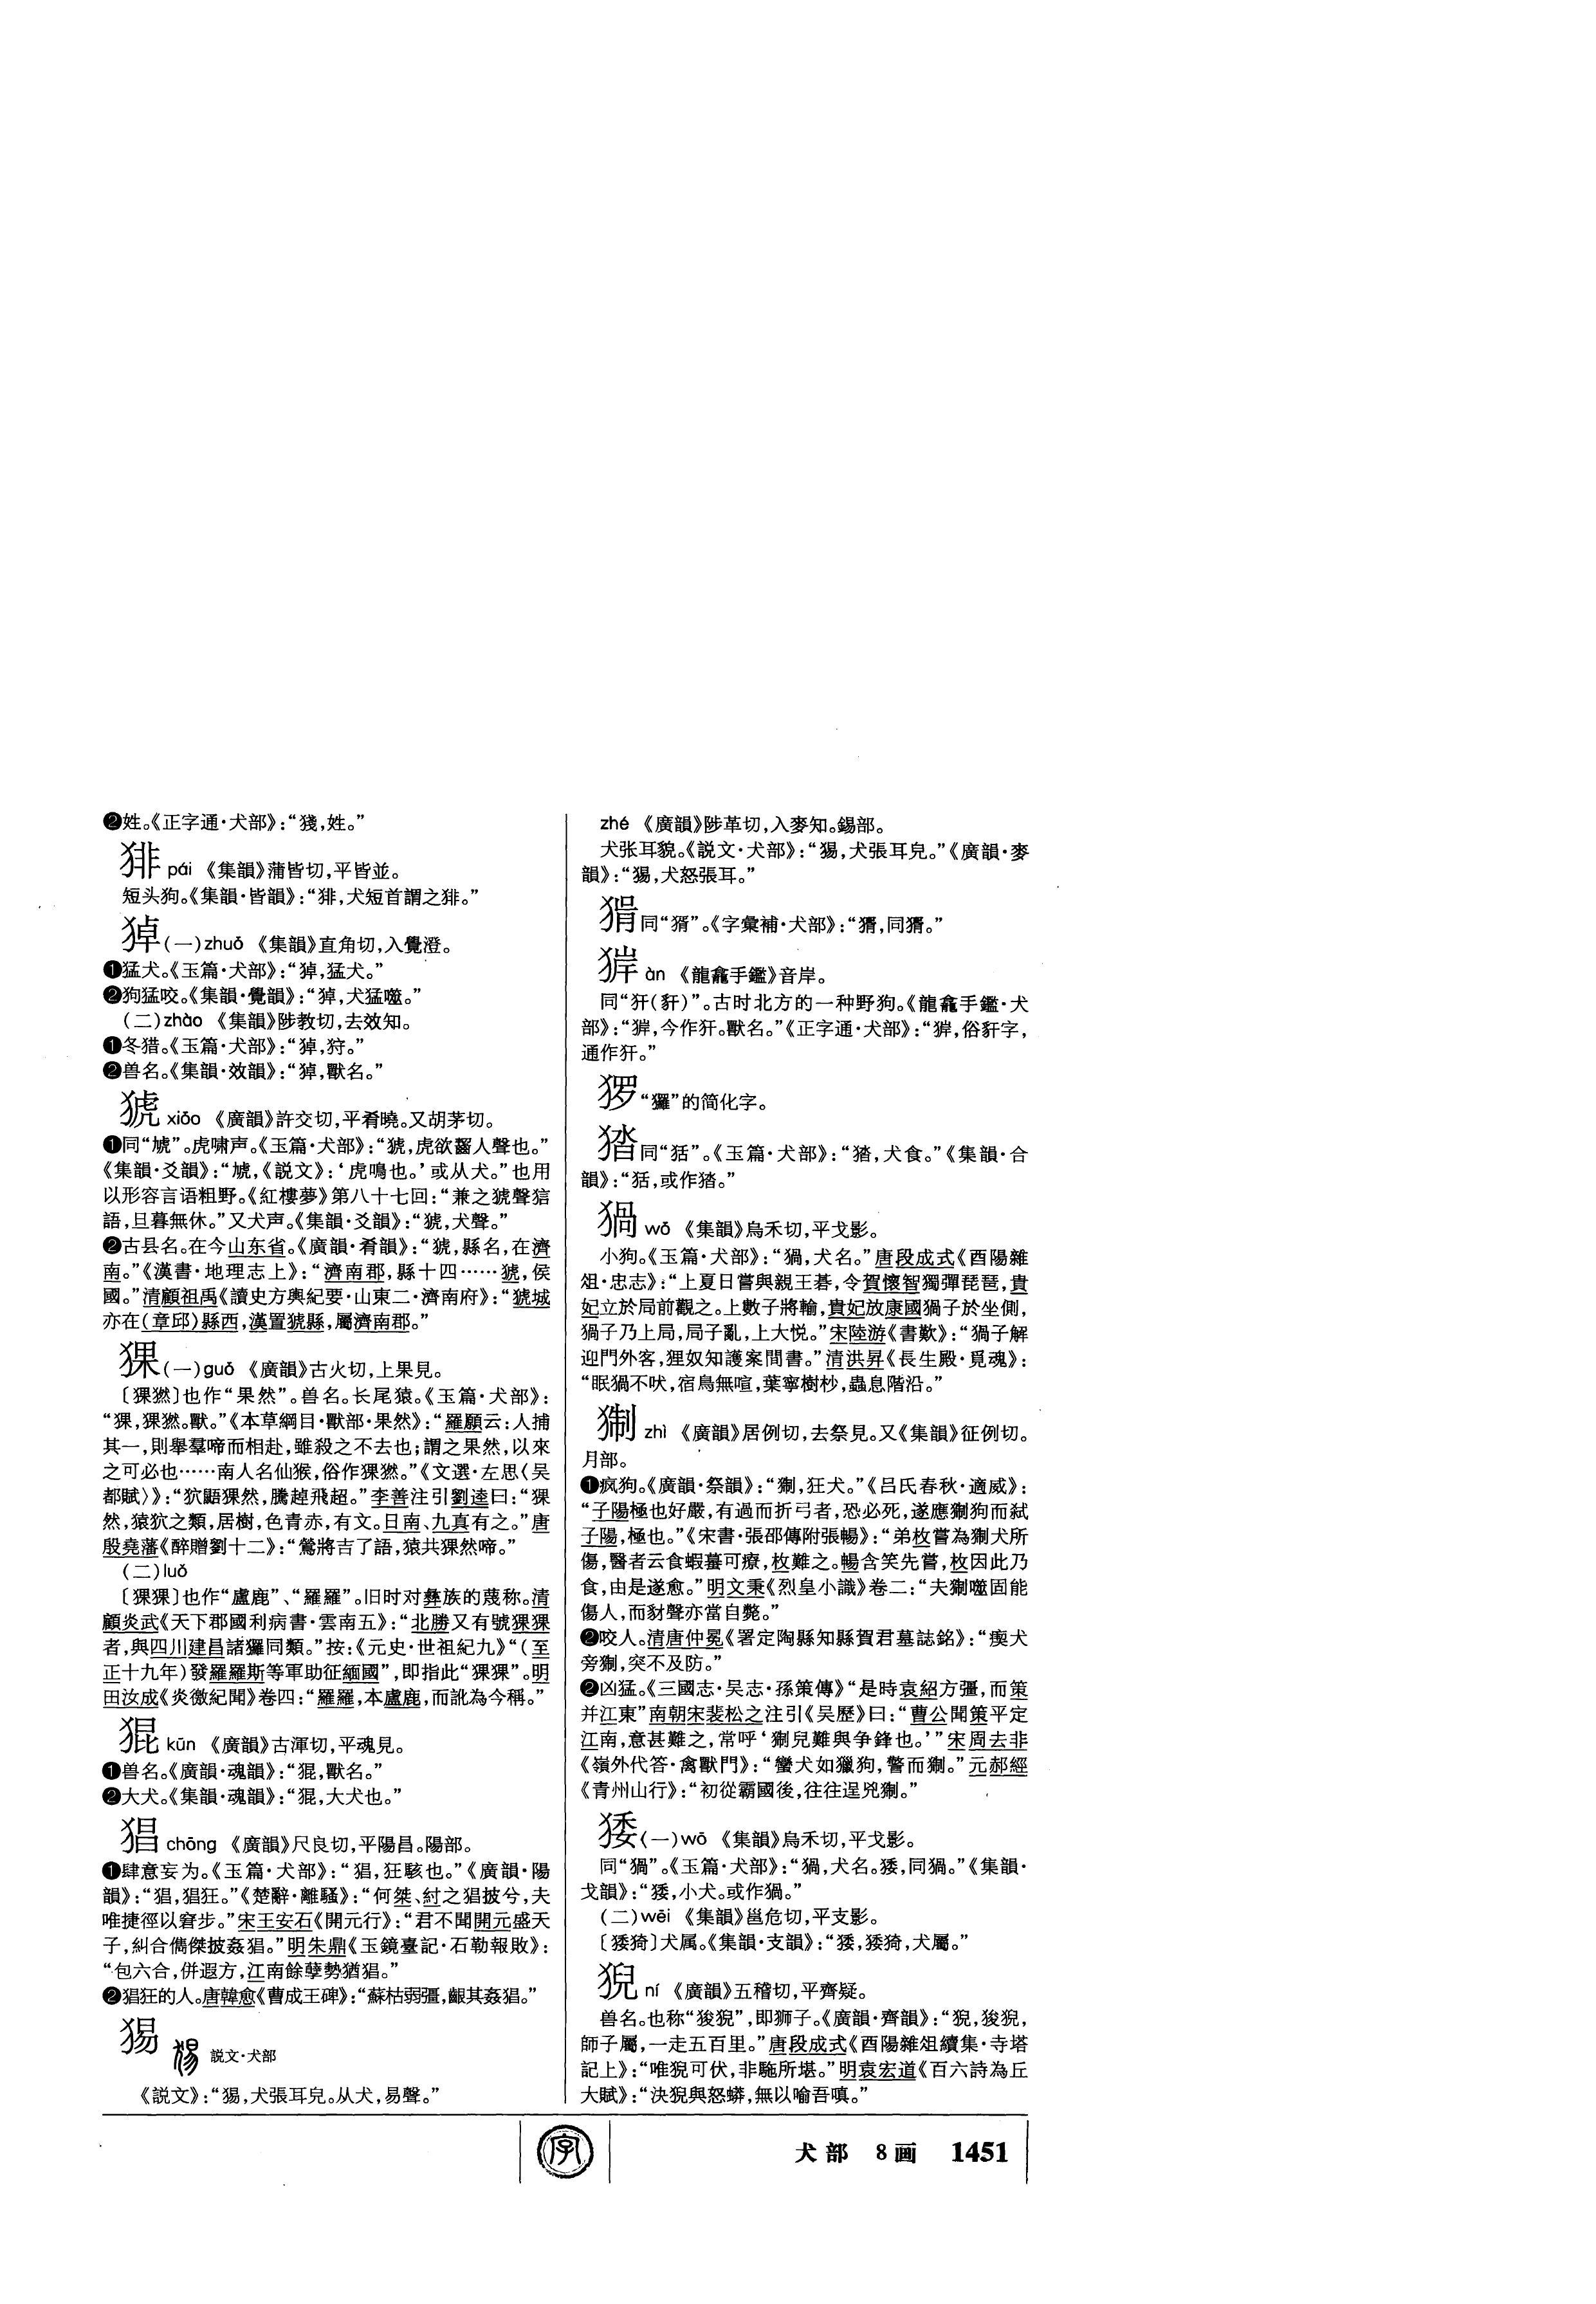 ❷姓。《正字通·犬部》：“㹽，姓。”
猅 pái 《集韻》蒲皆切，平皆並。
短头狗。《集韻·皆韻》：“猅，犬短首謂之猅。”
㹿(一)zhuó 《集韻》直角切，入覺澄。
❶猛犬。《玉篇·犬部》：“㹿，猛犬。”
❷狗猛咬。《集韻·覺韻》：“㹿，犬猛噬。”
(二)zhào 《集韻》陟教切，去效知。
❶冬猎。《玉篇·犬部》：“㹿，狩。”
❷兽名。《集韻·效韻》：“㹿，獸名。”
猇 xiāo 《廣韻》許交切，平肴曉。又胡茅切。
❶同“虓”。虎啸声。《玉篇·犬部》：“猇，虎欲齧人聲也。”
《集韻·爻韻》：“虓，《説文》：‘虎鳴也。’或从犬。”也用
以形容言语粗野。《紅樓夢》第八十七回：“兼之猇聲狺
語，旦暮無休。”又犬声。《集韻·爻韻》：“猇，犬聲。”
❷古县名。在今山东省。《廣韻·肴韻》：“猇，縣名，在濟
南。”《漢書·地理志上》：“濟南郡，縣十四……猇，侯
國。”清顧祖禹《讀史方輿紀要·山東二·濟南府》：“猇城
亦在(章邱)縣西，漢置猇縣，屬濟南郡。”
猓(一)guǒ 《廣韻》古火切，上果見。
〔猓㷼〕也作“果然”。兽名。长尾猿。《玉篇·犬部》：
“猓，猓㷼。獸。”《本草綱目·獸部·果然》：“羅願云：人捕
其一，則舉羣啼而相赴，雖殺之不去也；謂之果然，以來
之可必也……南人名仙猴，俗作猓㷼。”《文選·左思〈吴
都賦〉》：“狖鼯猓然，騰趠飛超。”李善注引劉逵曰：“猓
然，猿狖之類，居樹，色青赤，有文。日南、九真有之。”唐
殷堯藩《醉贈劉十二》：“鶯將吉了語，猿共猓然啼。”
(二)luǒ
〔猓猓〕也作“盧鹿”、“羅羅”。旧时对彝族的蔑称。清
顧炎武《天下郡國利病書·雲南五》：“北勝又有號猓猓
者，與四川建昌諸玀同類。”按：《元史·世祖紀九》“(至
正十九年)發羅羅斯等軍助征緬國”，即指此“猓猓”。明
田汝成《炎徼紀聞》卷四：“羅羅，本盧鹿，而訛為今稱。”
猑 kūn 《廣韻》古渾切，平魂見。
❶兽名。《廣韻·魂韻》：“猑，獸名。”
❷大犬。《集韻·魂韻》：“猑，大犬也。”
猖 chāng 《廣韻》尺良切，平陽昌。陽部。
❶肆意妄为。《玉篇·犬部》：“猖，狂駭也。”《廣韻·陽
韻》：“猖，猖狂。”《楚辭·離騷》：“何桀、紂之猖披兮，夫
唯捷徑以窘步。”宋王安石《開元行》：“君不聞開元盛天
子，糾合儁傑披姦猖。”明朱鼎《玉鏡臺記·石勒報敗》：
“包六合，併遐方，江南餘孽勢猶猖。”
❷猖狂的人。唐韓愈《曹成王碑》：“蘇枯弱彊，齦其姦猖。”
猲 説文·犬部
《説文》：“猲，犬張耳皃。从犬，易聲。”
zhé 《廣韻》陟革切，入麥知。錫部。
犬张耳貌。《説文·犬部》：“猲，犬張耳皃。”《廣韻·麥
韻》：“猲，犬怒張耳。”
猾同“猾”。《字彙補·犬部》：“猾，同猾。”
㟁 àn 《龍龕手鑑》音岸。
同“犴(豻)”。古时北方的一种野狗。《龍龕手鑑·犬
部》：“㟁，今作犴。獸名。”《正字通·犬部》：“㟁，俗豻字，
通作犴。”
猡“玀”的简化字。
猪同“狧”。《玉篇·犬部》：“㺀，犬食。”《集韻·合
韻》：“狧，或作㺀。”
猧 wō 《集韻》烏禾切，平戈影。
小狗。《玉篇·犬部》：“猧，犬名。”唐段成式《酉陽雜
俎·忠志》：“上夏日嘗與親王碁，令賀懷智獨彈琵琶，貴
妃立於局前觀之。上數子將輸，貴妃放康國猧子於坐側，
猧子乃上局，局子亂，上大悦。”宋陸游《書歎》：“猧子解
迎門外客，狸奴知護案間書。”清洪昇《長生殿·覓魂》：
“眠猧不吠，宿鳥無喧，葉寧樹杪，蟲息階沿。”
猘 zhì 《廣韻》居例切，去祭見。又《集韻》征例切。
月部。
❶疯狗。《廣韻·祭韻》：“猘，狂犬。”《吕氏春秋·適威》：
“子陽極也好嚴，有過而折弓者，恐必死，遂應猘狗而弑
子陽，極也。”《宋書·張邵傳附張暢》：“弟枚嘗為猘犬所
傷，醫者云食蝦蟇可療，枚難之。暢含笑先嘗，枚因此乃
食，由是遂愈。”明文秉《烈皇小識》卷二：“夫猘噬固能
傷人，而豺聲亦當自斃。”
❷咬人。清唐仲冕《署定陶縣知縣賀君墓誌銘》：“瘈犬
旁猘，突不及防。”
❷凶猛。《三國志·吴志·孫策傳》“是時袁紹方彊，而策
并江東”南朝宋裴松之注引《吴歷》曰：“曹公聞策平定
江南，意甚難之，常呼‘猘兒難與争鋒也。’”宋周去非
《嶺外代答·禽獸門》：“蠻犬如獵狗，警而猘。”元郝經
《青州山行》：“初從霸國後，往往逞兇猘。”
㹻(一)wō 《集韻》烏禾切，平戈影。
同“猧”。《玉篇·犬部》：“猧，犬名。㹻，同猧。”《集韻·
戈韻》：“㹻，小犬。或作猧。”
(二)wēi 《集韻》邕危切，平支影。
〔㹻猗〕犬属。《集韻·支韻》：“㹻，㹻猗，犬屬。”
猊 ní 《廣韻》五稽切，平齊疑。
兽名。也称“狻猊”，即狮子。《廣韻·齊韻》：“猊，狻猊，
師子屬，一走五百里。”唐段成式《酉陽雜俎續集·寺塔
記上》：“唯猊可伏，非駞所堪。”明袁宏道《百六詩為丘
大賦》：“決猊與怒蟒，無以喻吾嗔。”
字
犬部 8画 1451